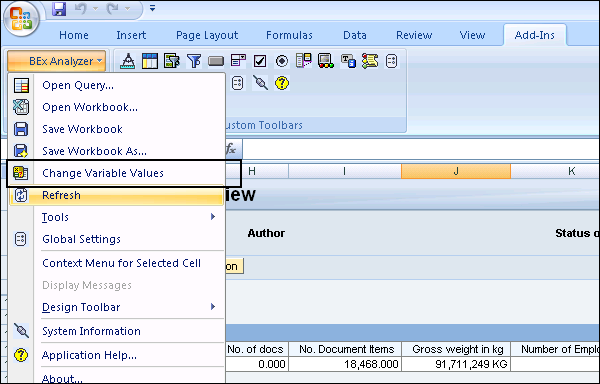 Home Insert Page Layout Formulas Data Review View Add-Ins
BEx Analyzer
Open Query...
Open Workbook...
Save Workbook
Save Workbook As...
Change Variable Values
Refresh
Tools
Global Settings
Context Menu for Selected Cell
Display Messages
Design Toolbar
System Information
Application Help...
About...
ustom Toolbars
fx
H I J K
view
Author Status o
on
No. of docs No. Document Items Gross weight in kg Number of Emplo
0.000 18,468.000 91,711,249 KG